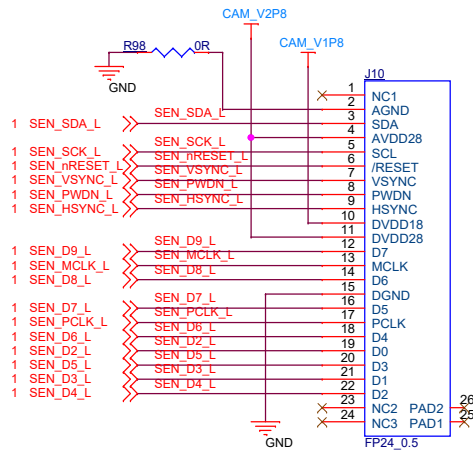 CAM_V2P8
CAM_V1P8
R98 0R
GND
J10
1 NC1
2 AGND
1 SEN_SDA_L SEN_SDA_L 3 SDA
4 AVDD28
1 SEN_SCK_L SEN_SCK_L 5 SCL
1 SEN_nRESET_L SEN_nRESET_L 6 /RESET
1 SEN_VSYNC_L SEN_VSYNC_L 7 VSYNC
1 SEN_PWDN_L SEN_PWDN_L 8 PWDN
1 SEN_HSYNC_L SEN_HSYNC_L 9 HSYNC
10 DVDD18
11 DVDD28
1 SEN_D9_L SEN_D9_L 12 D7
1 SEN_MCLK_L SEN_MCLK_L 13 MCLK
1 SEN_D8_L SEN_D8_L 14 D6
15 DGND
1 SEN_D7_L SEN_D7_L 16 D5
1 SEN_PCLK_L SEN_PCLK_L 17 PCLK
1 SEN_D6_L SEN_D6_L 18 D4
1 SEN_D2_L SEN_D2_L 19 D0
1 SEN_D5_L SEN_D5_L 20 D3
1 SEN_D3_L SEN_D3_L 21 D1
1 SEN_D4_L SEN_D4_L 22 D2
23 NC2 PAD2 26
24 NC3 PAD1 25
GND
FP24_0.5